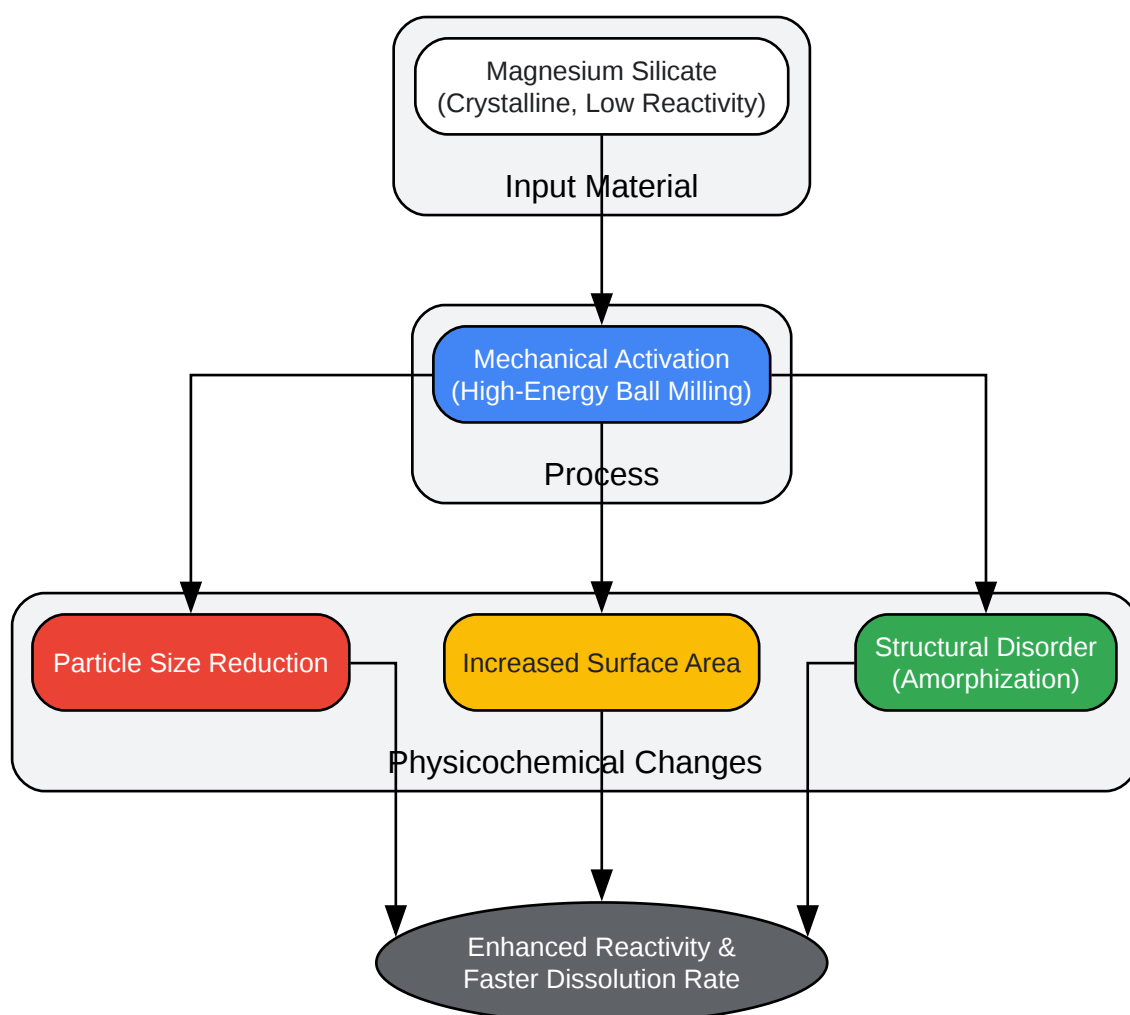 Magnesium Silicate
(Crystalline, Low Reactivity)
Input Material
Mechanical Activation
(High-Energy Ball Milling)
Process
Particle Size Reduction
Increased Surface Area
Structural Disorder
(Amorphization)
Physicochemical Changes
Enhanced Reactivity &
Faster Dissolution Rate